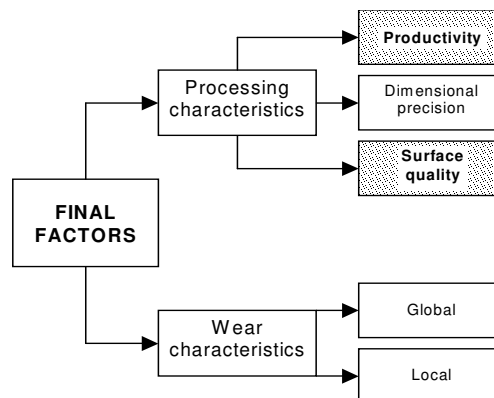 Productivity
Processing
characteristics
Dimensional
precision
Surface
quality
FINAL
FACTORS
Wear
characteristics
Global
Local